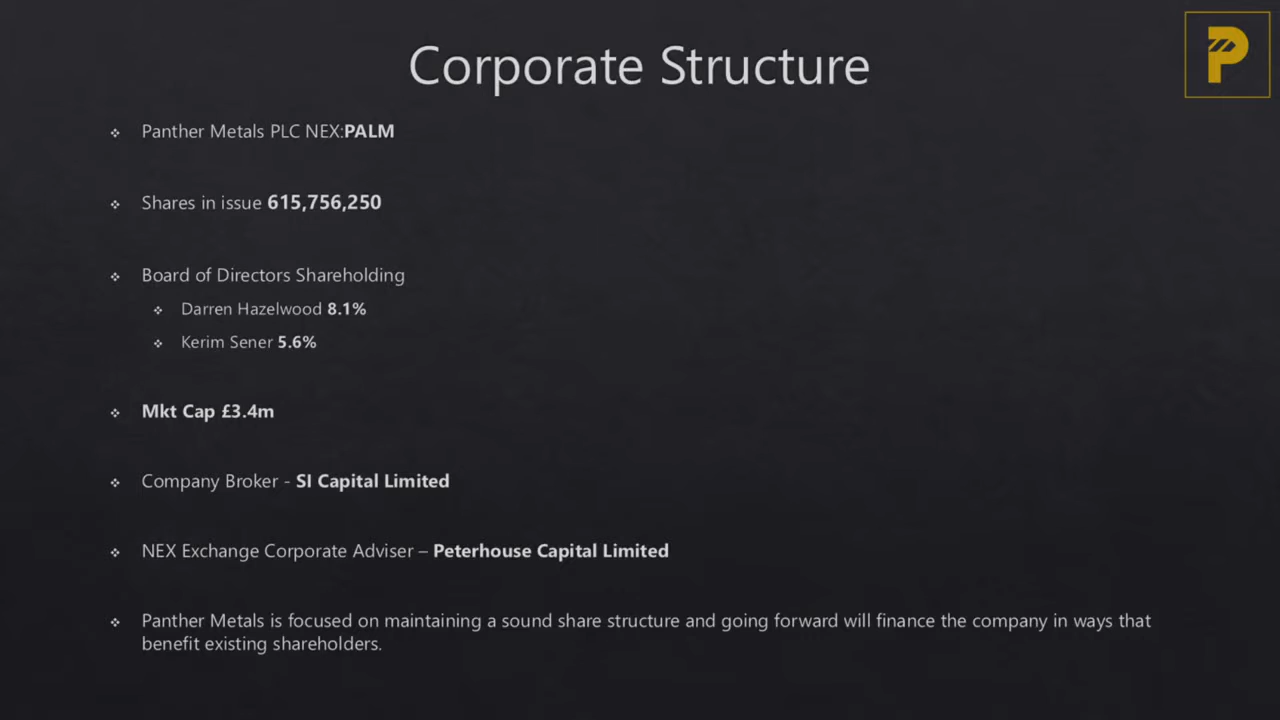 Corporate Structure
Panther Metals PLC NEX:PALM
Shares in issue 615,756,250
Board of Directors Shareholding
Darren Hazelwood 8.1%
Kerim Sener 5.6%
Mkt Cap £3.4m
Company Broker - SI Capital Limited
NEX Exchange Corporate Adviser – Peterhouse Capital Limited
Panther Metals is focused on maintaining a sound share structure and going forward will finance the company in ways that
benefit existing shareholders.
P